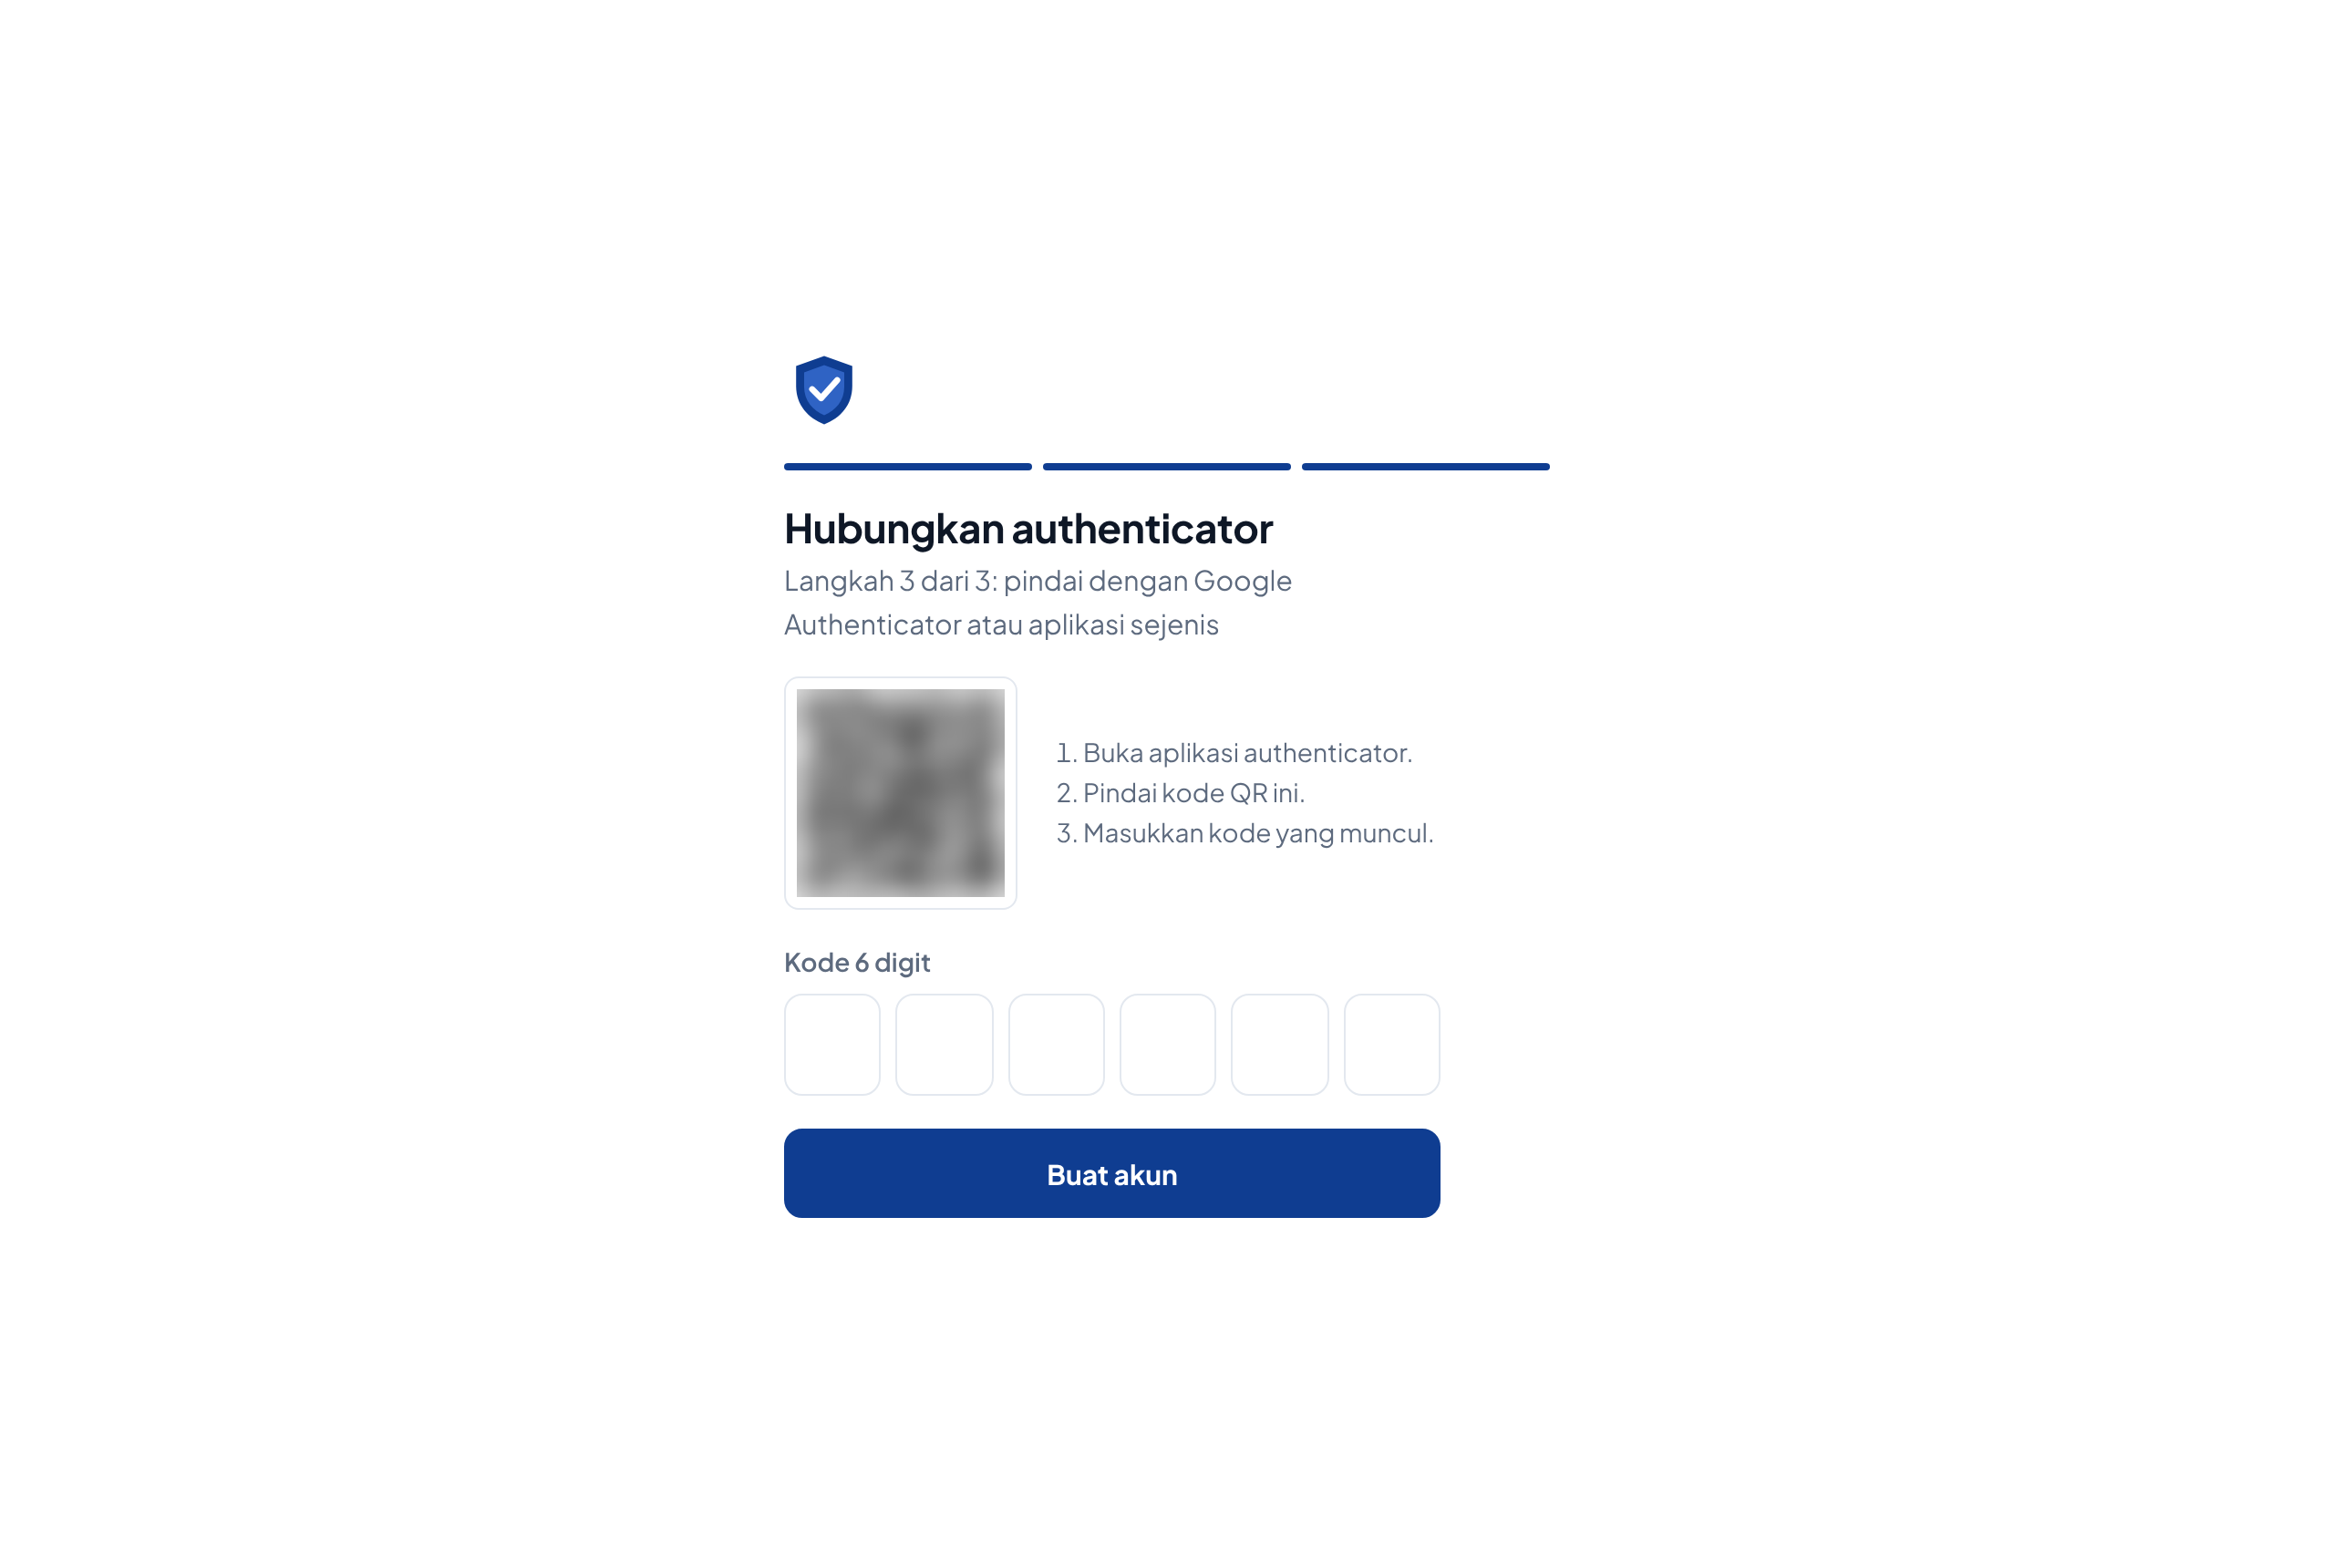 Hubungkan authenticator
Langkah 3 dari 3: pindai dengan Google
Authenticator atau aplikasi sejenis
1. Buka aplikasi authenticator.
2. Pindai kode QR ini.
3. Masukkan kode yang muncul.
Kode 6 digit
Buat akun